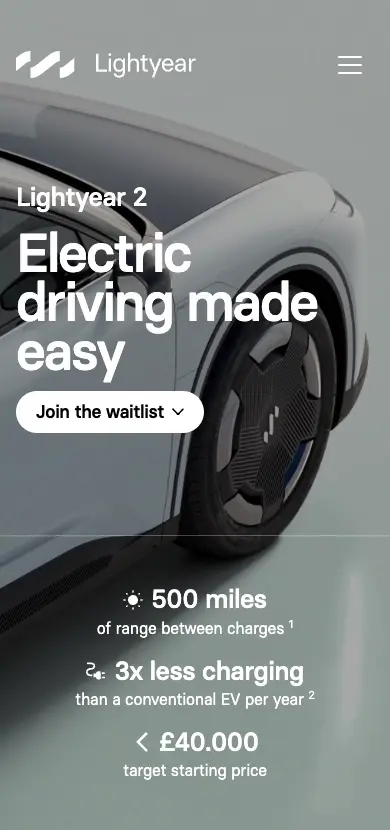 Lightyear
Lightyear 2
Electric
driving made
easy
Join the waitlist
500 miles
of range between charges ¹
3x less charging
than a conventional EV per year ²
< £40.000
target starting price